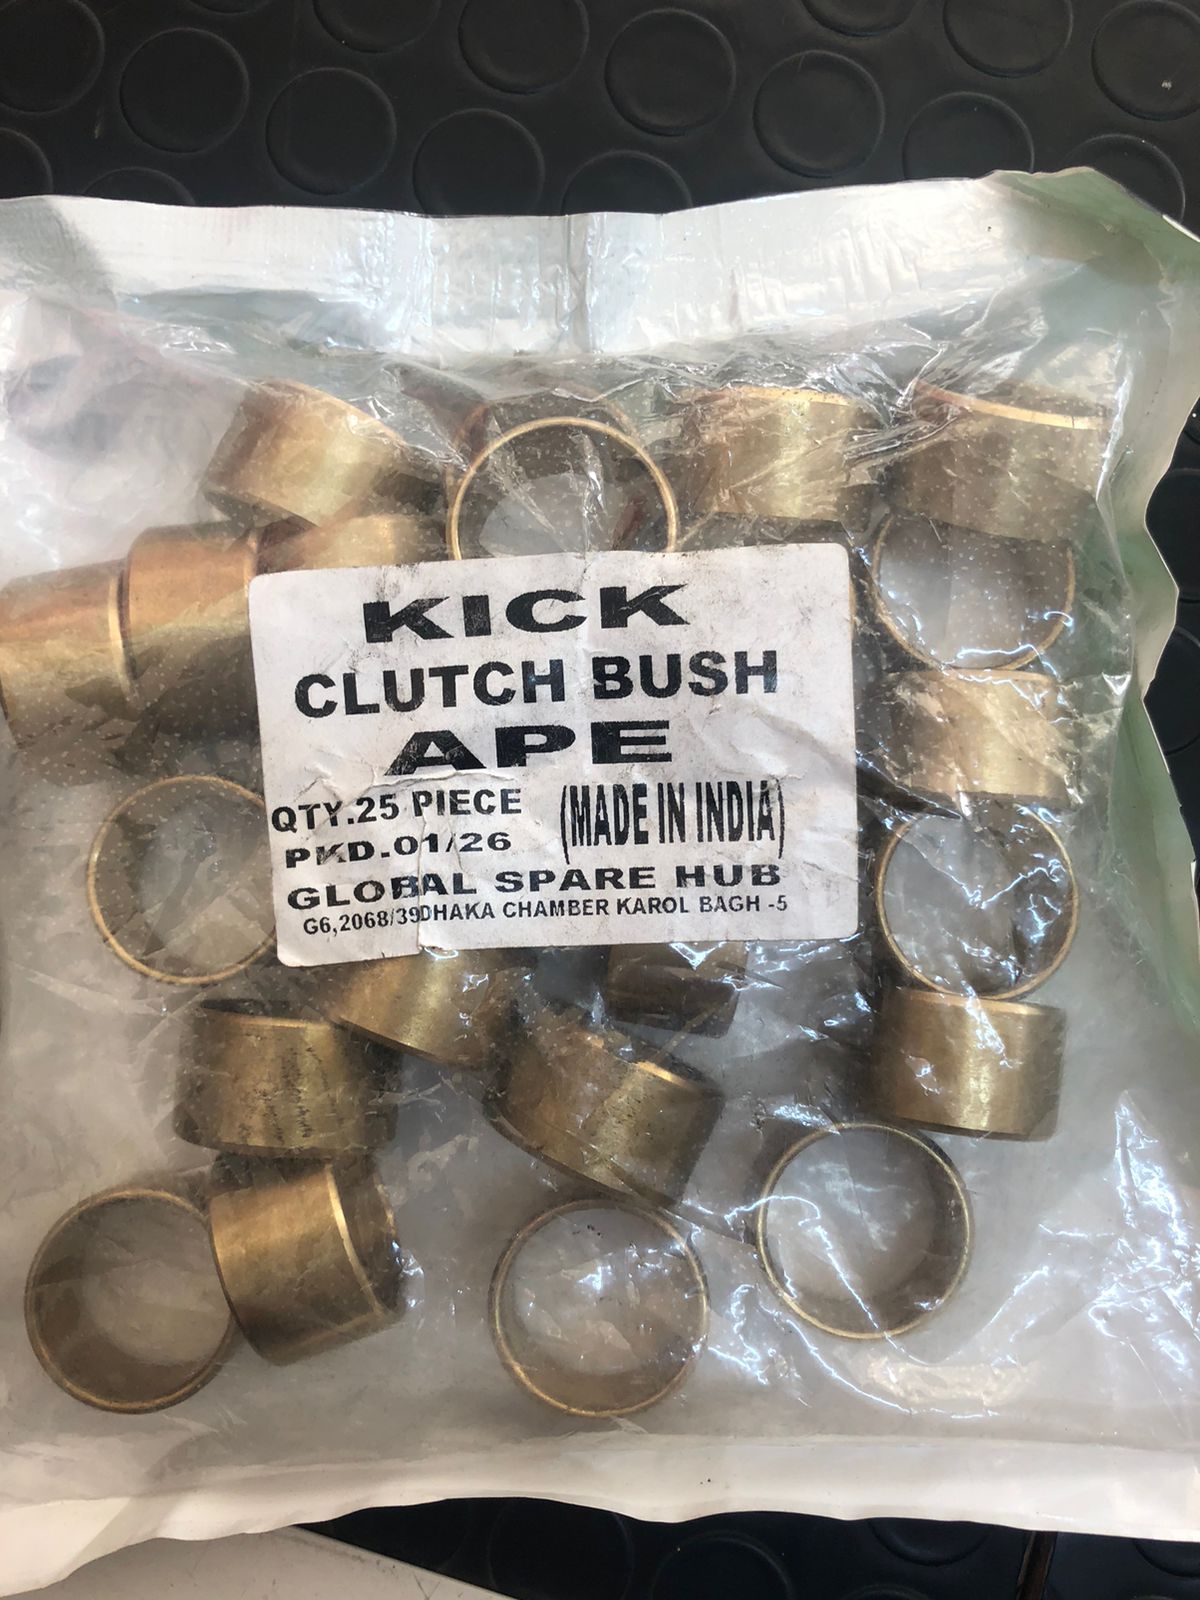 KICK
CLUTCH BUSH
APE
QTY.25 PIECE (MADE IN INDIA)
PKD.01/26
GLOBAL SPARE HUB
G6,2068/39DHAKA CHAMBER KAROL BAGH -5